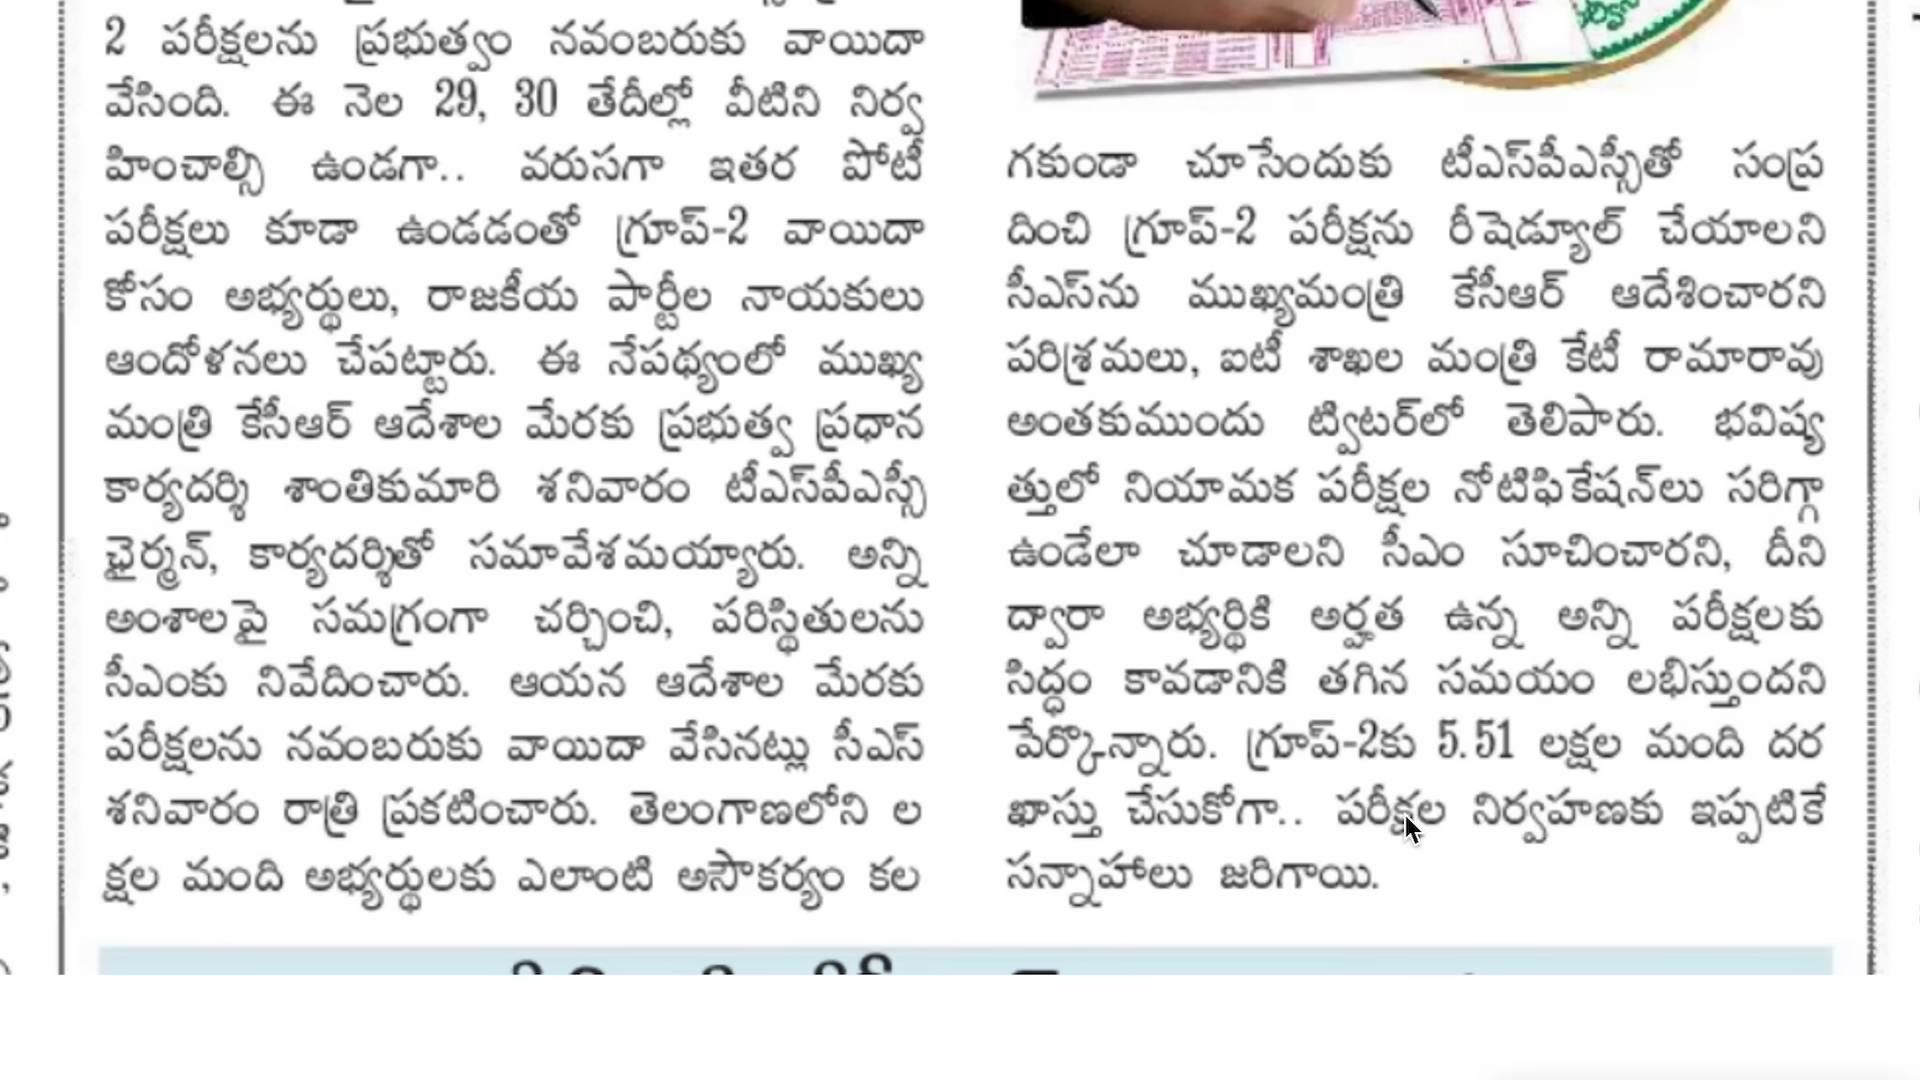 2 పరీక్షలను ప్రభుత్వం నవంబరుకు వాయిదా
వేసింది. ఈ నెల 29, 30 తేదీల్లో వీటిని నిర్వ
హించాల్సి ఉండగా.. వరుసగా ఇతర పోటీ
పరీక్షలు కూడా ఉండడంతో గ్రూప్-2 వాయిదా
కోసం అభ్యర్థులు, రాజకీయ పార్టీల నాయకులు
ఆందోళనలు చేపట్టారు. ఈ నేపథ్యంలో ముఖ్య
మంత్రి కేసీఆర్ ఆదేశాల మేరకు ప్రభుత్వ ప్రధాన
కార్యదర్శి శాంతికుమారి శనివారం టీఎస్‌పీఎస్సీ
ఛైర్మన్, కార్యదర్శితో సమావేశమయ్యారు. అన్ని
అంశాలపై సమగ్రంగా చర్చించి, పరిస్థితులను
సీఎంకు నివేదించారు. ఆయన ఆదేశాల మేరకు
పరీక్షలను నవంబరుకు వాయిదా వేసినట్లు సీఎస్
శనివారం రాత్రి ప్రకటించారు. తెలంగాణలోని ల
క్షల మంది అభ్యర్థులకు ఎలాంటి అసౌకర్యం కల
గకుండా చూసేందుకు టీఎస్‌పీఎస్సీతో సంప్ర
దించి గ్రూప్-2 పరీక్షను రీషెడ్యూల్ చేయాలని
సీఎస్‌ను ముఖ్యమంత్రి కేసీఆర్ ఆదేశించారని
పరిశ్రమలు, ఐటీ శాఖల మంత్రి కేటీ రామారావు
అంతకుముందు ట్విటర్‌లో తెలిపారు. భవిష్య
త్తులో నియామక పరీక్షల నోటిఫికేషన్‌లు సరిగ్గా
ఉండేలా చూడాలని సీఎం సూచించారని, దీని
ద్వారా అభ్యర్థికి అర్హత ఉన్న అన్ని పరీక్షలకు
సిద్ధం కావడానికి తగిన సమయం లభిస్తుందని
పేర్కొన్నారు. గ్రూప్-2కు 5.51 లక్షల మంది దర
ఖాస్తు చేసుకోగా.. పరీక్షల నిర్వహణకు ఇప్పటికే
సన్నాహాలు జరిగాయి.